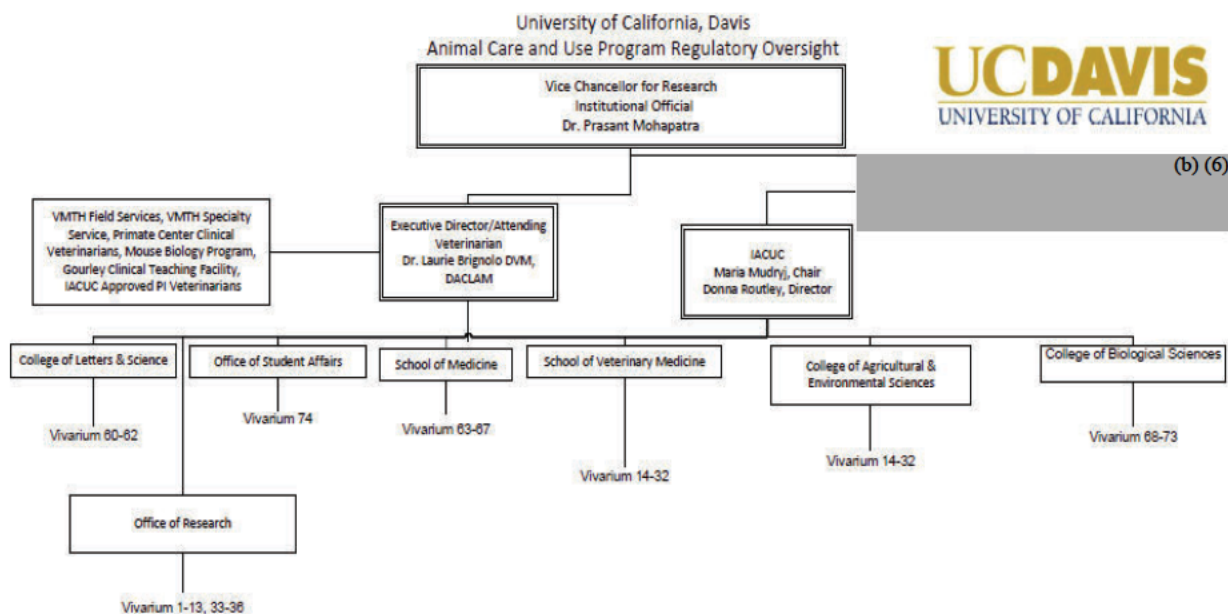 University of California, Davis
Animal Care and Use Program Regulatory Oversight
UCDAVIS
UNIVERSITY OF CALIFORNIA
Vice Chancellor for Research
Institutional Official
Dr. Prasant Mohapatra
(b) (6)
VMTH Field Services, VMTH Specialty
Service, Primate Center Clinical
Veterinarians, Mouse Biology Program,
Gourley Clinical Teaching Facility,
IACUC Approved PI Veterinarians
Executive Director/Attending
Veterinarian
Dr. Laurie Brignolo DVM,
DACLAM
IACUC
Maria Mudryj, Chair
Donna Routley, Director
College of Letters & Science
Office of Student Affairs
School of Medicine
School of Veterinary Medicine
College of Agricultural &
Environmental Sciences
College of Biological Sciences
Vivarium 60-62
Vivarium 74
Vivarium 63-67
Vivarium 14-32
Vivarium 14-32
Vivarium 68-73
Office of Research
Vivarium 1-13, 33-36